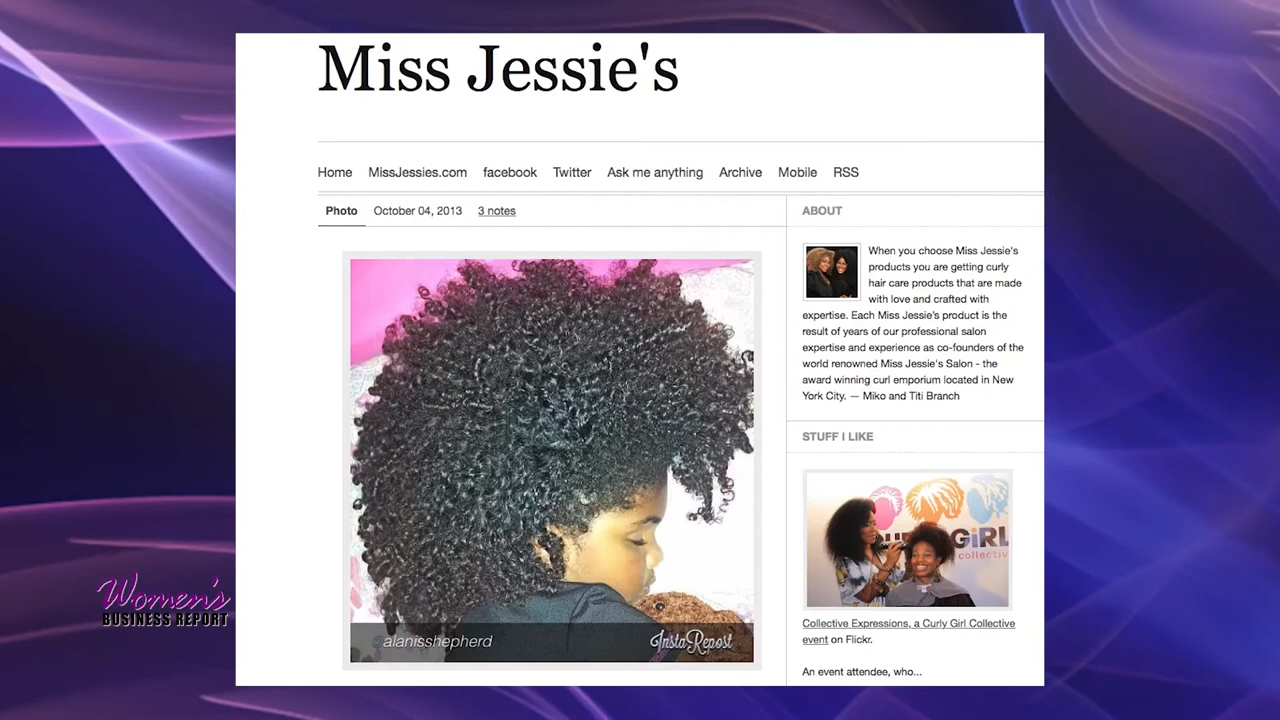 Miss Jessie's
Home MissJessies.com facebook Twitter Ask me anything Archive Mobile RSS
Photo October 04, 2013 3 notes
alanisshepherd
InstaRepost
ABOUT
When you choose Miss Jessie's
products you are getting curly
hair care products that are made
with love and crafted with
expertise. Each Miss Jessie's product is the
result of years of our professional salon
expertise and experience as co-founders of the
world renowned Miss Jessie's Salon - the
award winning curl emporium located in New
York City. — Miko and Titi Branch
STUFF I LIKE
GiRL
collectiv
Collective Expressions, a Curly Girl Collective
event on Flickr.
An event attendee, who...
Women's
BUSINESS REPORT